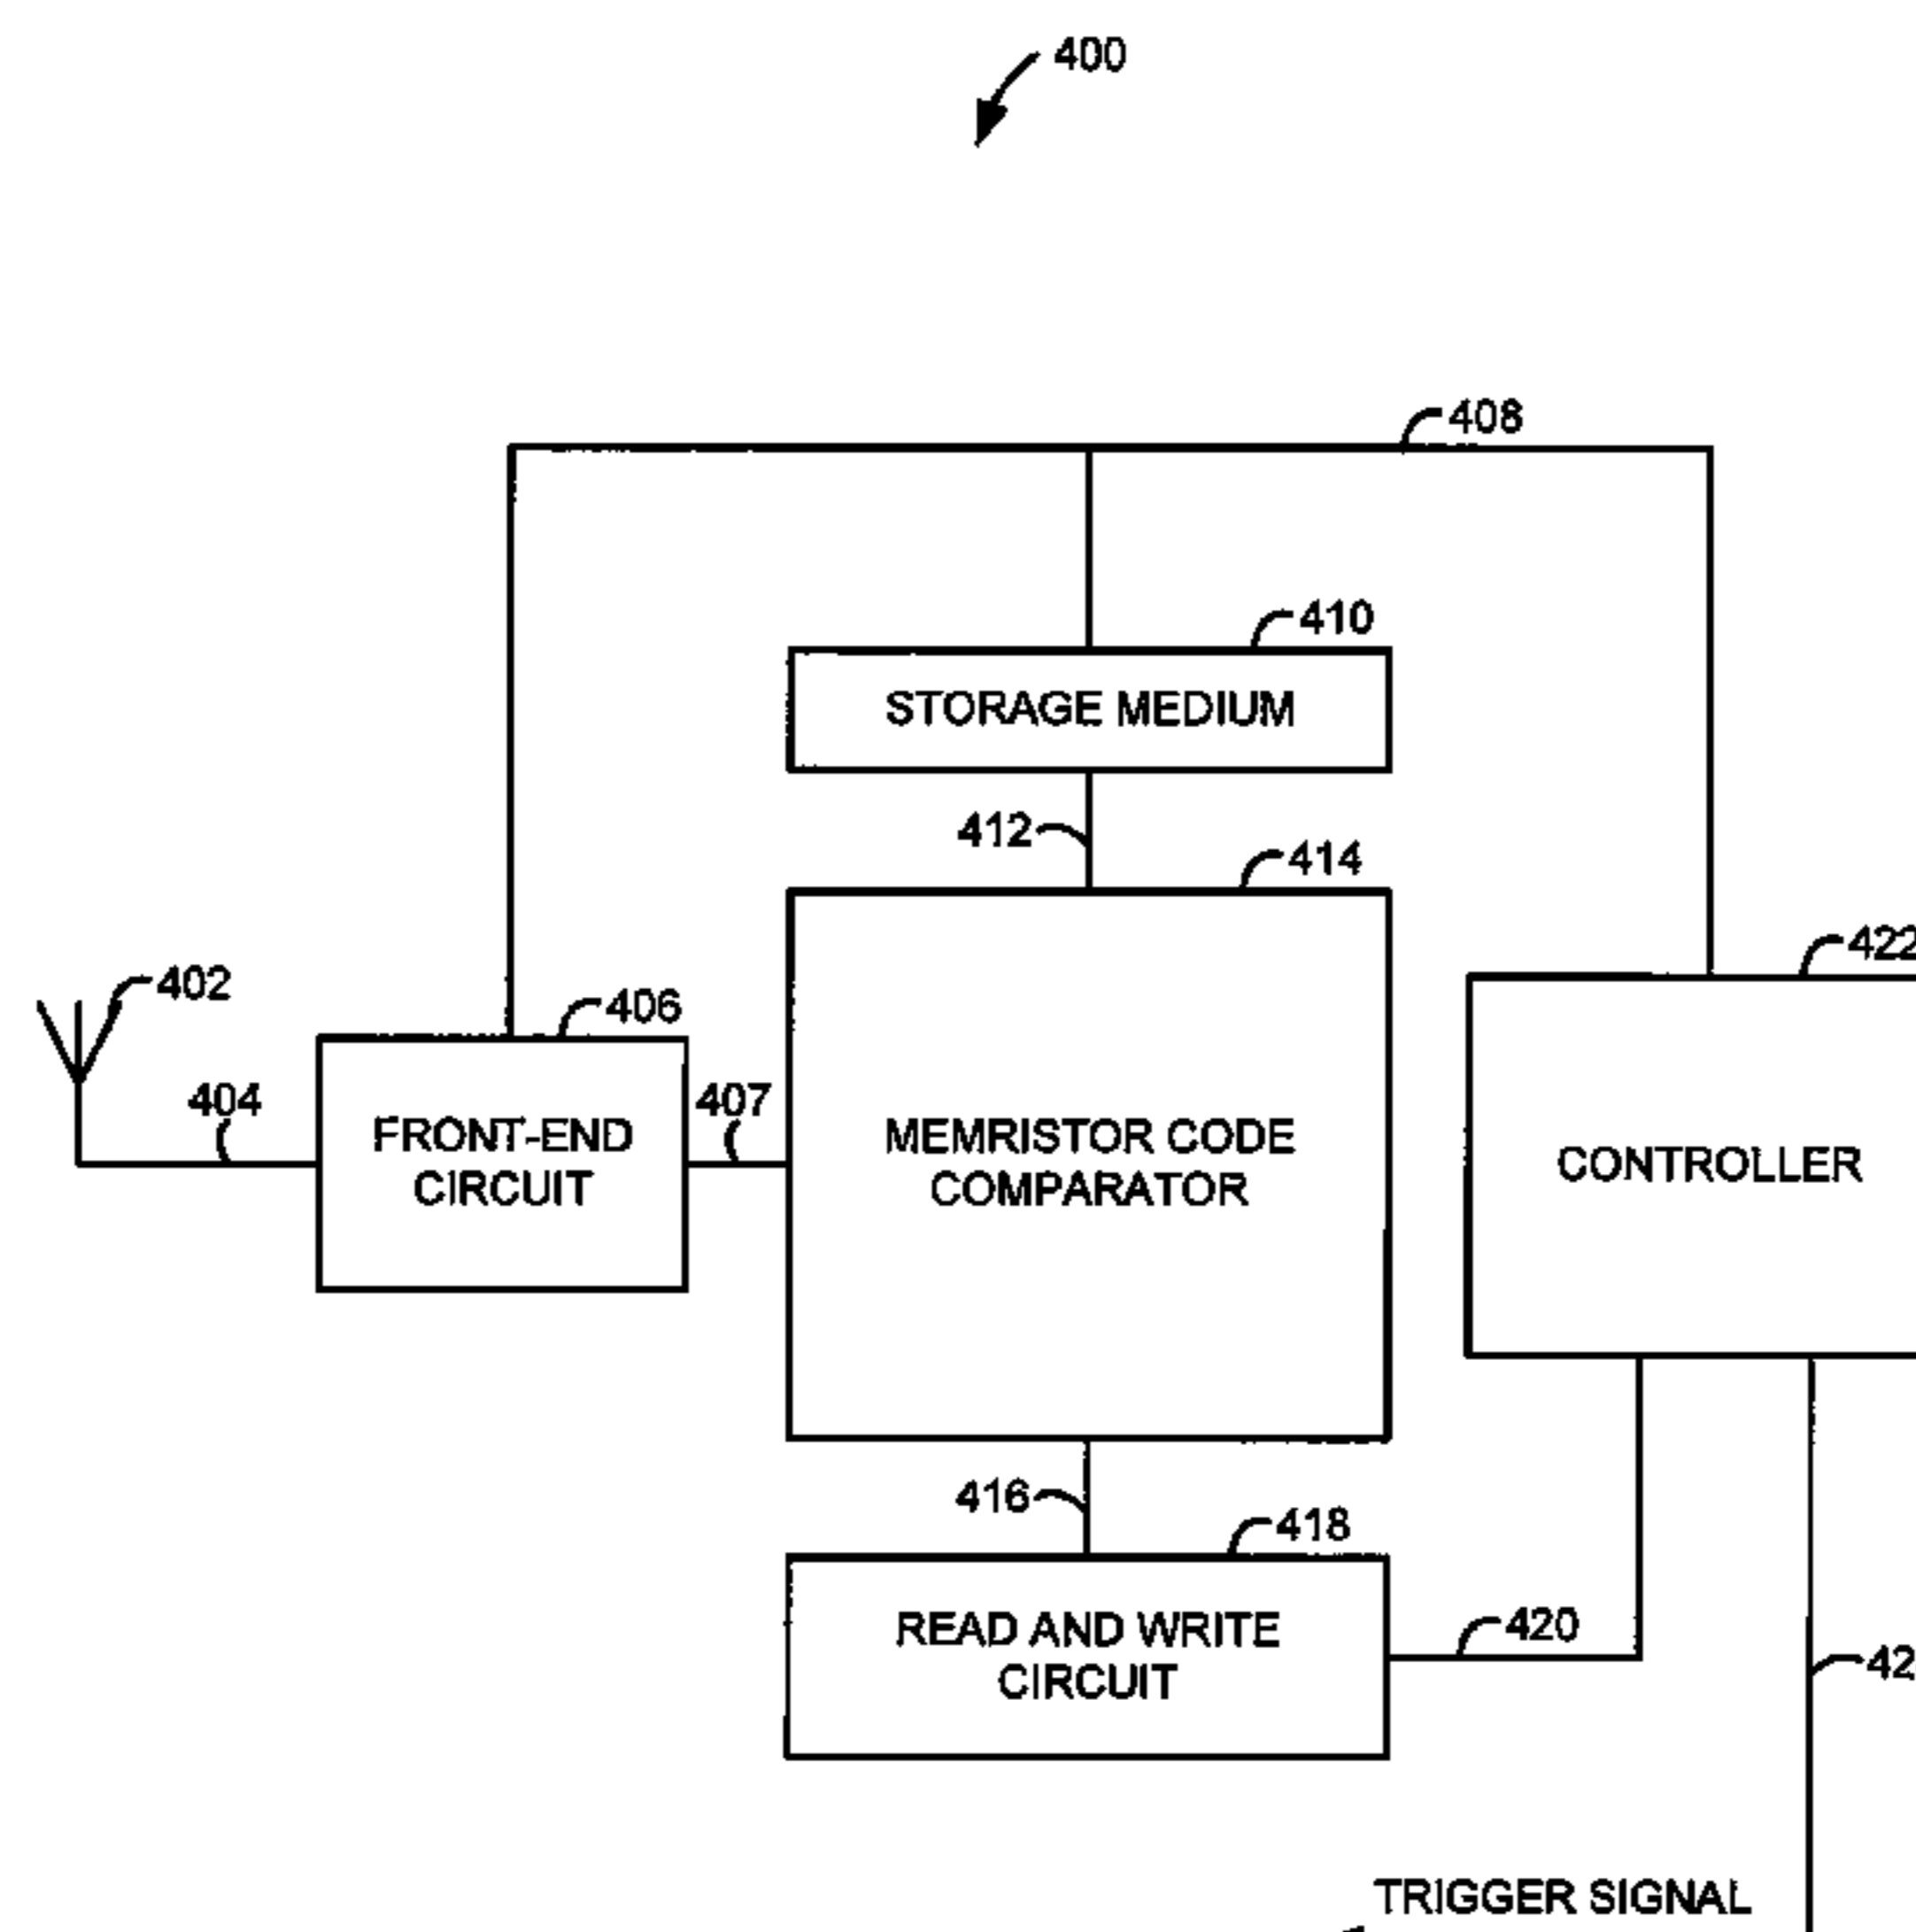 400
408
410
STORAGE MEDIUM
412
414
422
402
406
404
407
FRONT-END
CIRCUIT
MEMRISTOR CODE
COMPARATOR
CONTROLLER
416
418
READ AND WRITE
CIRCUIT
420
42
TRIGGER SIGNAL